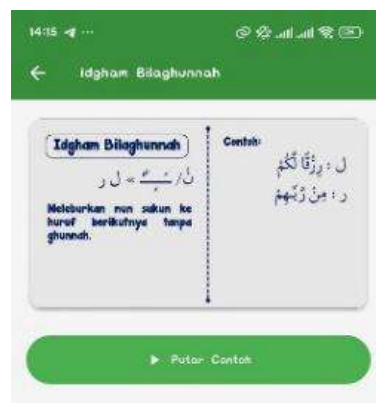 14:15
Idgham Bilaghunnah
Idgham Bilaghunnah
نْ/ ـًـٍـٌ = ل ر
Meleburkan nun sukun ke
huruf berikutnya tanpa
ghunnah.
Contoh:
ل : رِزْقًا لَّكُمْ
ر : مِنْ رَّبِّهِمْ
Putar Contoh